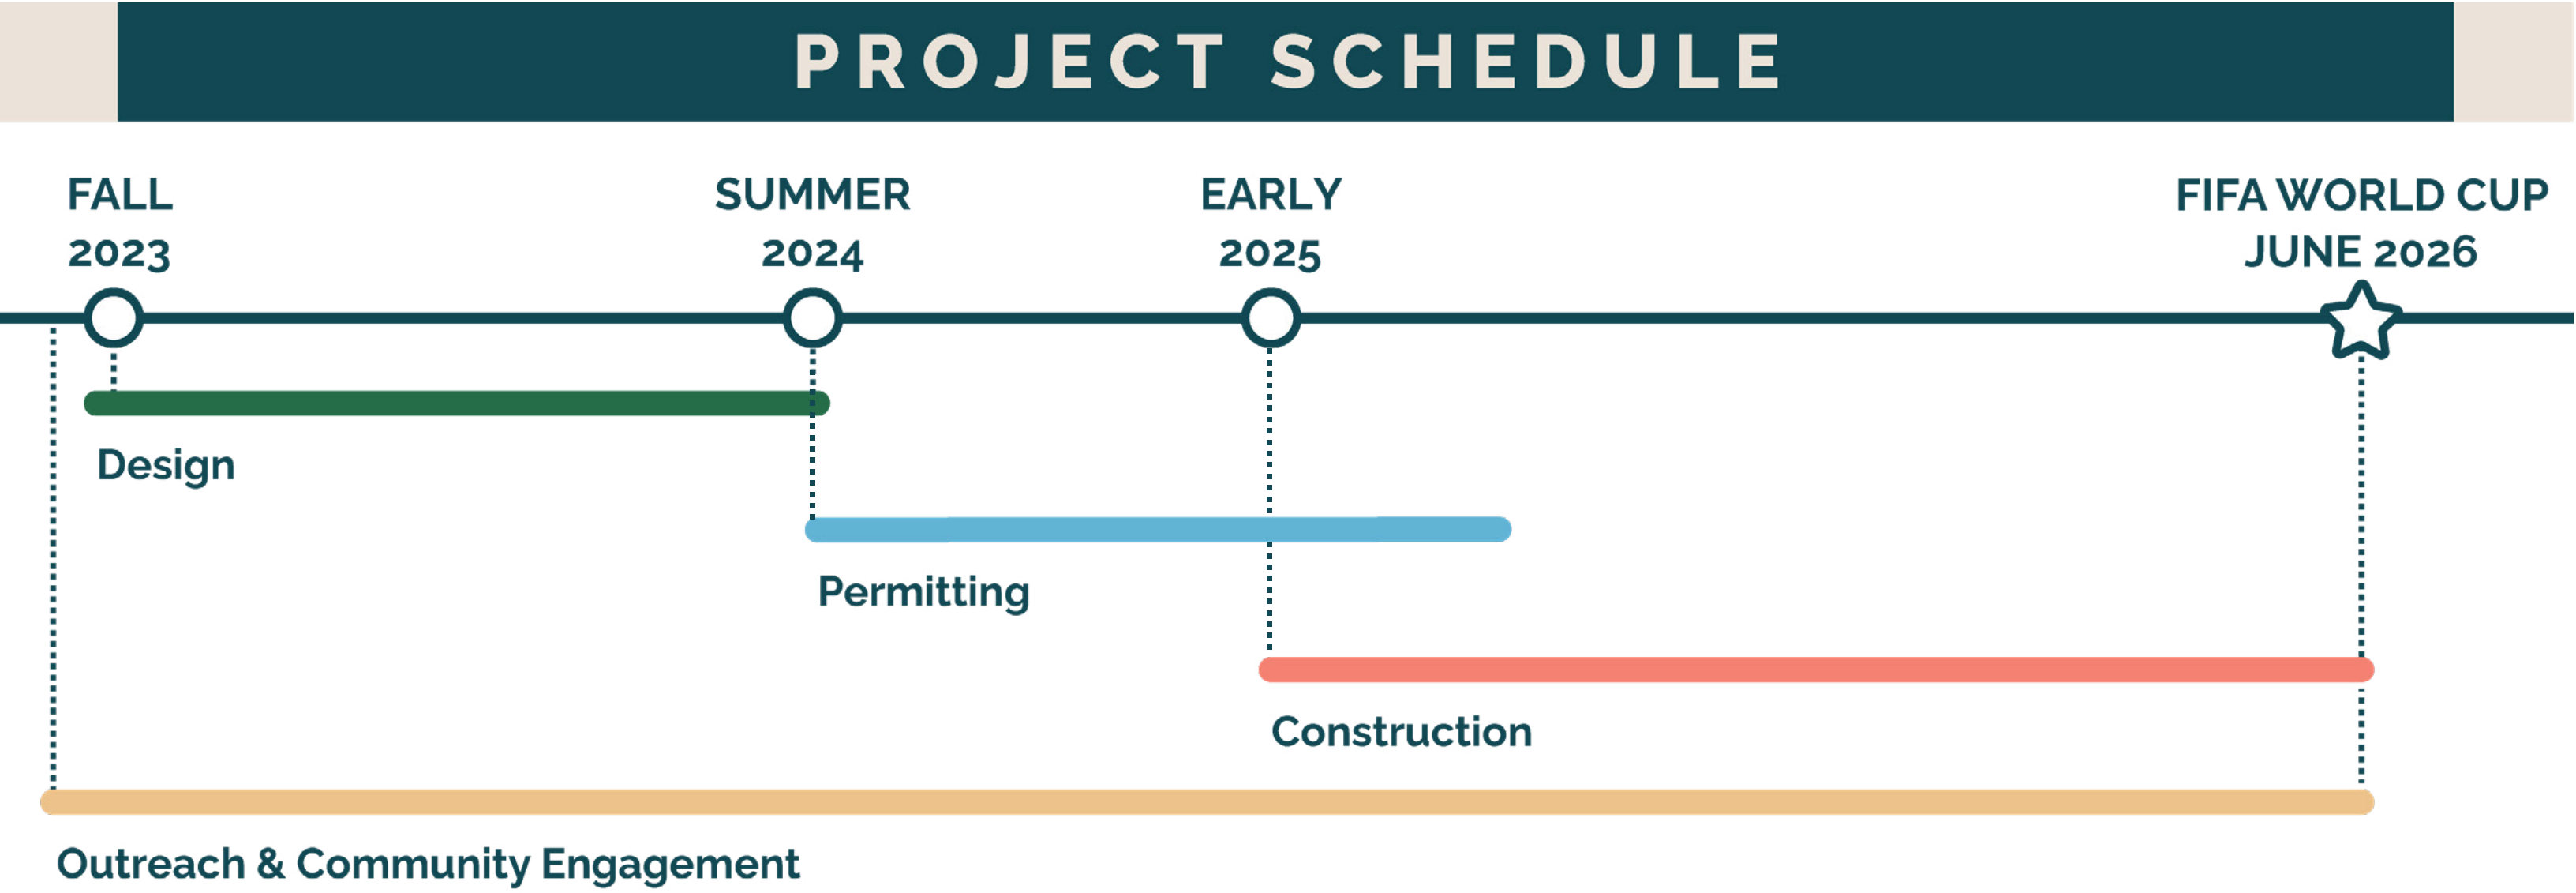 PROJECT SCHEDULE
FALL
2023
SUMMER
2024
EARLY
2025
FIFA WORLD CUP
JUNE 2026
Design
Permitting
Construction
Outreach & Community Engagement